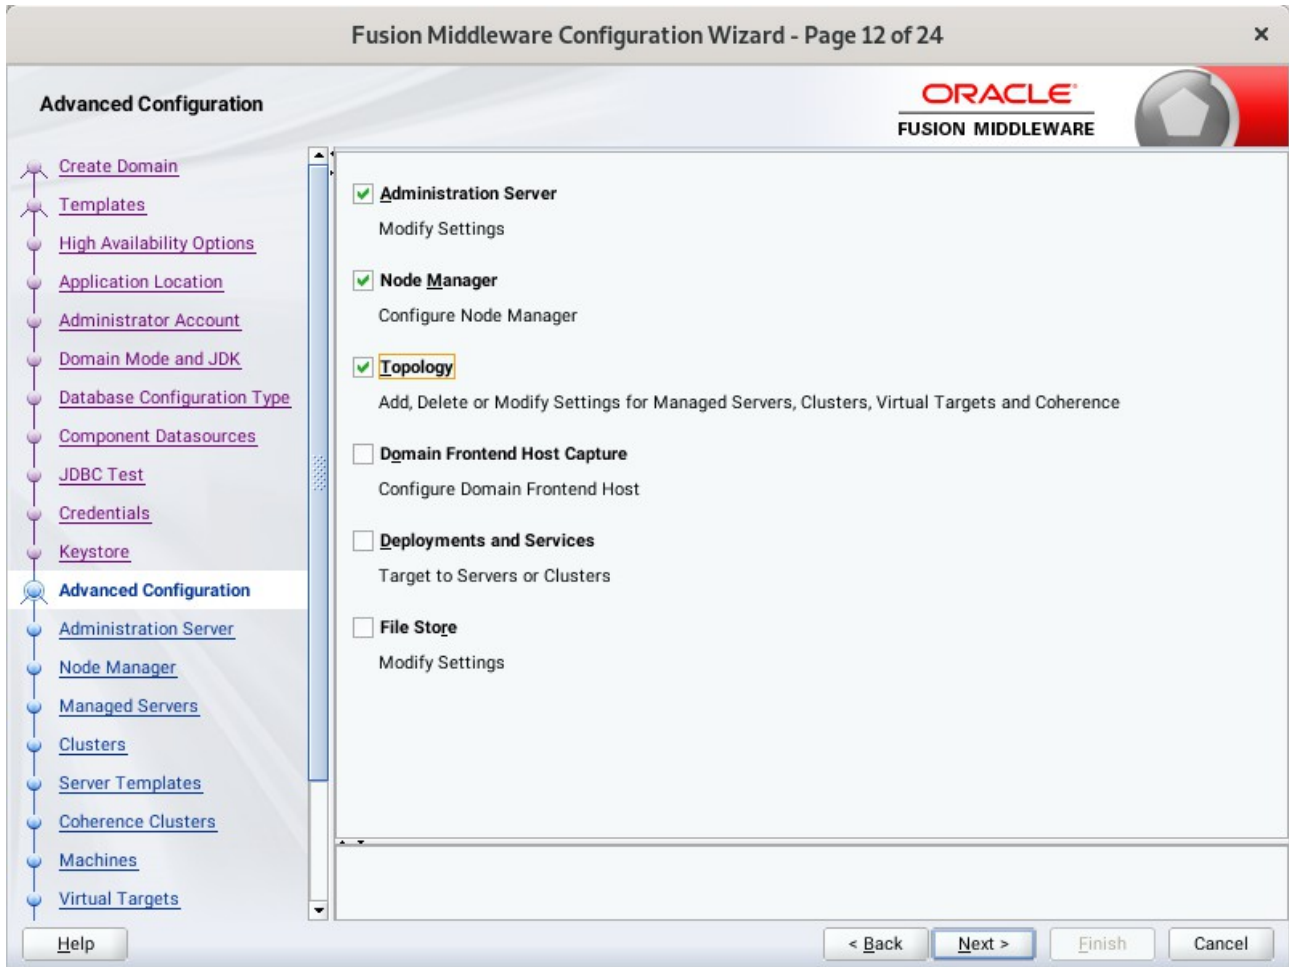 Fusion Middleware Configuration Wizard - Page 12 of 24
Advanced Configuration
ORACLE
FUSION MIDDLEWARE
Create Domain
Templates
High Availability Options
Application Location
Administrator Account
Domain Mode and JDK
Database Configuration Type
Component Datasources
JDBC Test
Credentials
Keystore
Advanced Configuration
Administration Server
Node Manager
Managed Servers
Clusters
Server Templates
Coherence Clusters
Machines
Virtual Targets
Administration Server
Modify Settings
Node Manager
Configure Node Manager
Topology
Add, Delete or Modify Settings for Managed Servers, Clusters, Virtual Targets and Coherence
Domain Frontend Host Capture
Configure Domain Frontend Host
Deployments and Services
Target to Servers or Clusters
File Store
Modify Settings
Help
< Back
Next >
Finish
Cancel